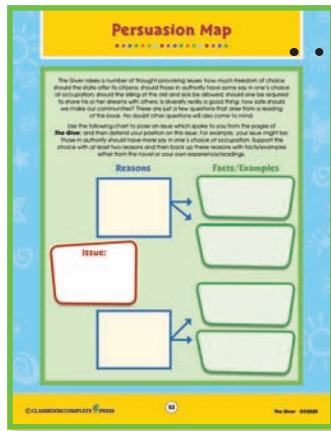 Persuasion Map
The Giver raises a number of thought-provoking issues: how much freedom of choice
should the state offer its citizens; should those in authority have some say in one's choice
of occupation; should the killing of the old and sick be allowed; should one be required
to share his or her dreams with others; is diversity really a good thing; how safe should
we make our communities? These are just a few questions that arise from a reading
of this book. No doubt other questions will also come to mind.
Use the following chart to pose an issue which spoke to you from the pages of
The Giver, and then defend your position on this issue. For example, your issue might be:
Those in authority should have more say in one's choice of occupation. Support this
choice with at least two reasons and then back up these reasons with facts/examples
either from the novel or your own experience/readings.
Reasons
Facts/Examples
Issue:
© CLASSROOM COMPLETE PRESS
53
The Giver